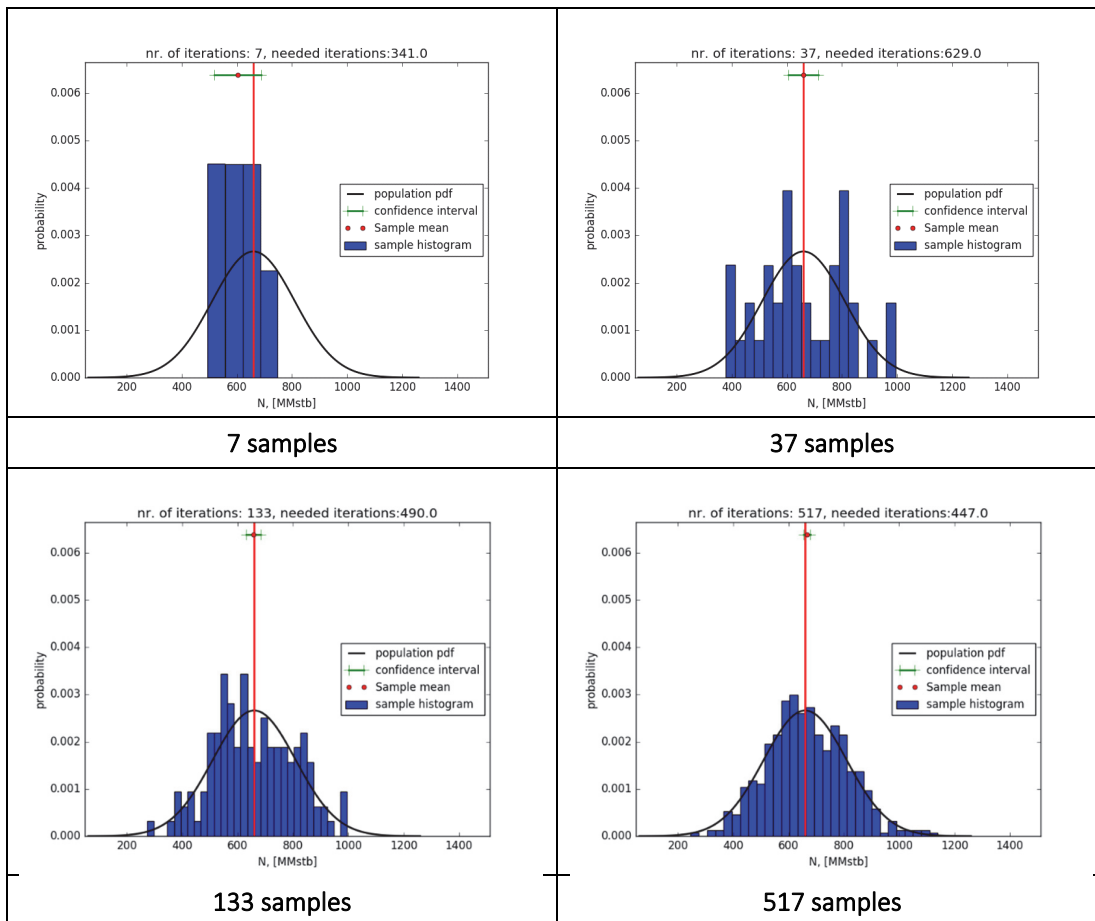 nr. of iterations: 7, needed iterations:341.0
0.006
0.005
0.004
0.003
0.002
0.001
0.000
probability
population pdf
confidence interval
Sample mean
sample histogram
200 400 600 800 1000 1200 1400
N, [MMstb]
7 samples
nr. of iterations: 37, needed iterations:629.0
0.006
0.005
0.004
0.003
0.002
0.001
0.000
probability
population pdf
confidence interval
Sample mean
sample histogram
200 400 600 800 1000 1200 1400
N, [MMstb]
37 samples
nr. of iterations: 133, needed iterations:490.0
0.006
0.005
0.004
0.003
0.002
0.001
0.000
probability
population pdf
confidence interval
Sample mean
sample histogram
200 400 600 800 1000 1200 1400
N, [MMstb]
133 samples
nr. of iterations: 517, needed iterations:447.0
0.006
0.005
0.004
0.003
0.002
0.001
0.000
probability
population pdf
confidence interval
Sample mean
sample histogram
200 400 600 800 1000 1200 1400
N, [MMstb]
517 samples